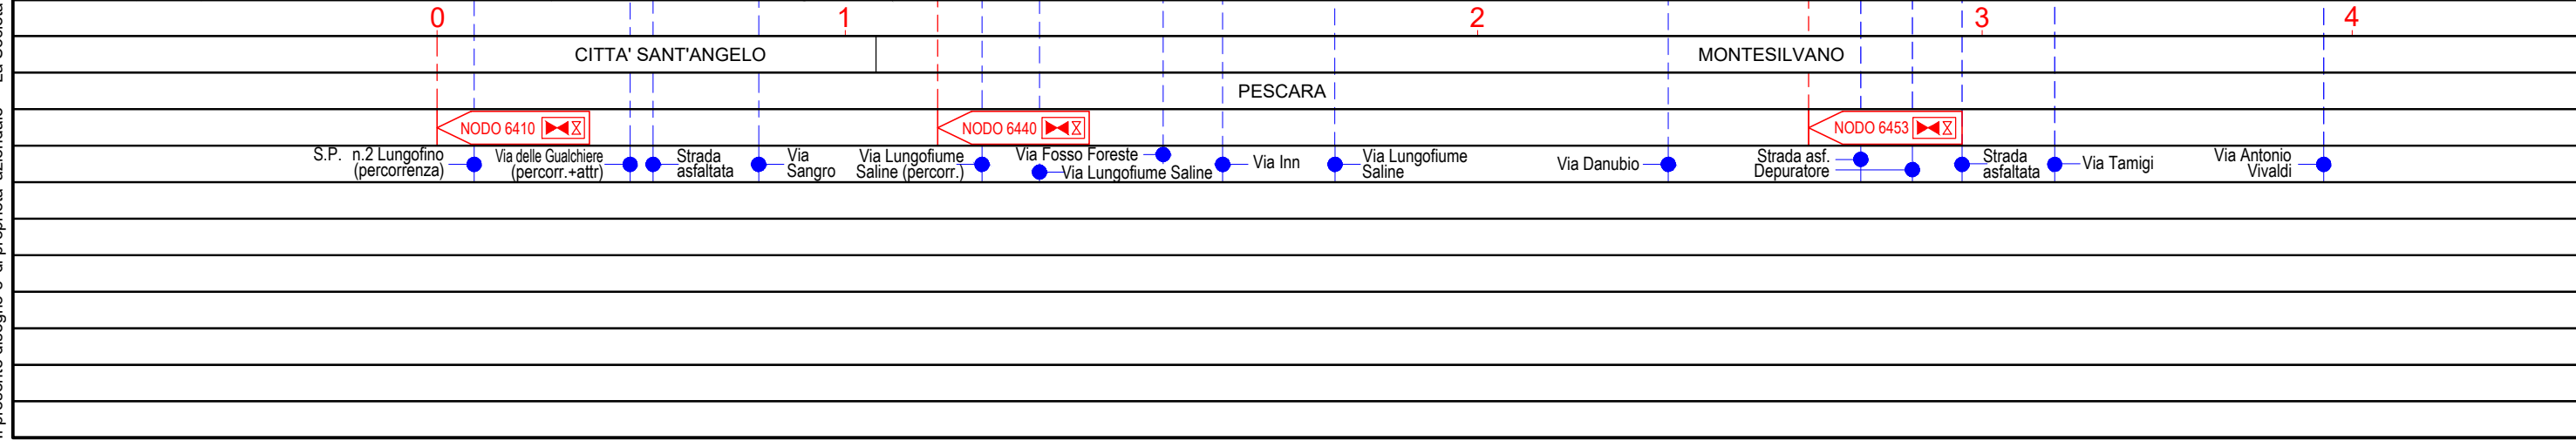 0 1 2 3 4
CITTA' SANT'ANGELO MONTESILVANO
PESCARA
NODO 6410 NODO 6440 NODO 6453
S.P. n.2 Lungofino
(percorrenza)
Via delle Gualchiere
(percorr.+attr)
Strada
asfaltata
Via
Sangro
Via Lungofiume
Saline (percorr.)
Via Fosso Foreste
Via Lungofiume Saline
Via Inn
Via Lungofiume
Saline
Via Danubio
Strada asf.
Depuratore
Strada
asfaltata
Via Tamigi
Via Antonio
Vivaldi